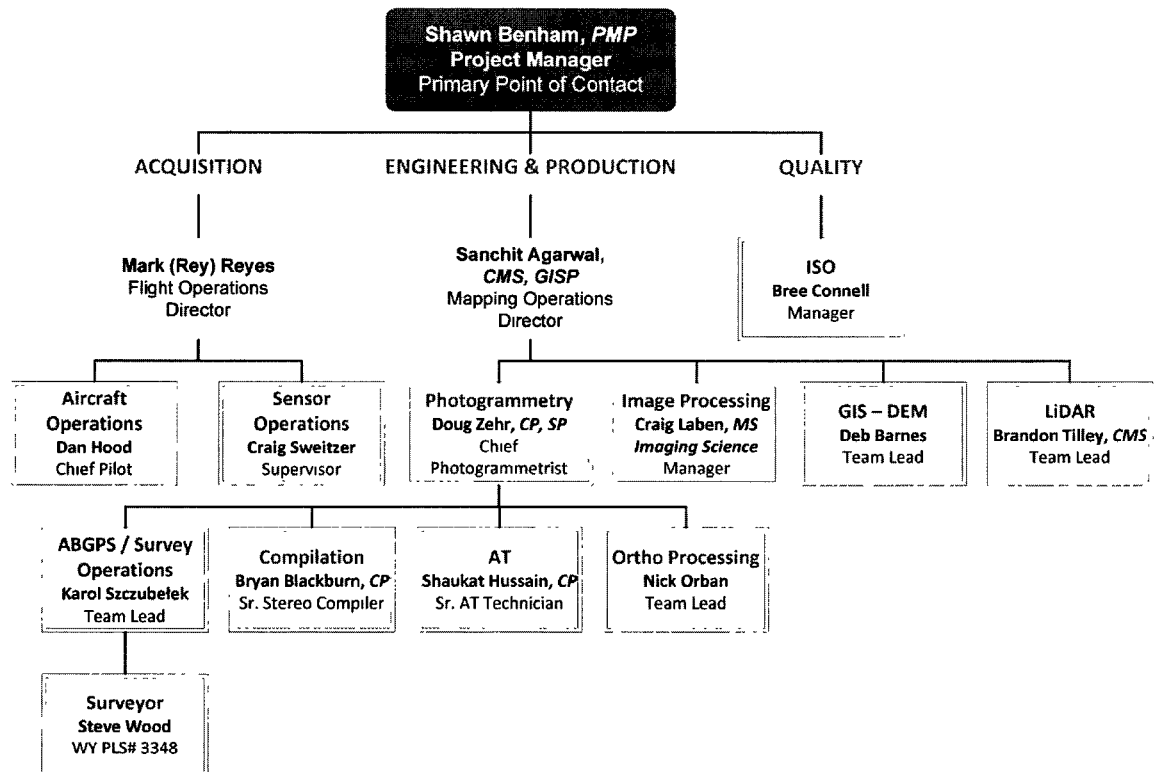 Shawn Benham, PMP
Project Manager
Primary Point of Contact
ACQUISITION
ENGINEERING & PRODUCTION
QUALITY
Mark (Rey) Reyes
Flight Operations
Director
Sanchit Agarwal,
CMS, GISP
Mapping Operations
Director
ISO
Bree Connell
Manager
Aircraft
Operations
Dan Hood
Chief Pilot
Sensor
Operations
Craig Sweitzer
Supervisor
Photogrammetry
Doug Zehr, CP, SP
Chief
Photogrammetrist
Image Processing
Craig Laben, MS
Imaging Science
Manager
GIS – DEM
Deb Barnes
Team Lead
LiDAR
Brandon Tilley, CMS
Team Lead
ABGPS / Survey
Operations
Karol Szczubełek
Team Lead
Compilation
Bryan Blackburn, CP
Sr. Stereo Compiler
AT
Shaukat Hussain, CP
Sr. AT Technician
Ortho Processing
Nick Orban
Team Lead
Surveyor
Steve Wood
WY PLS# 3348